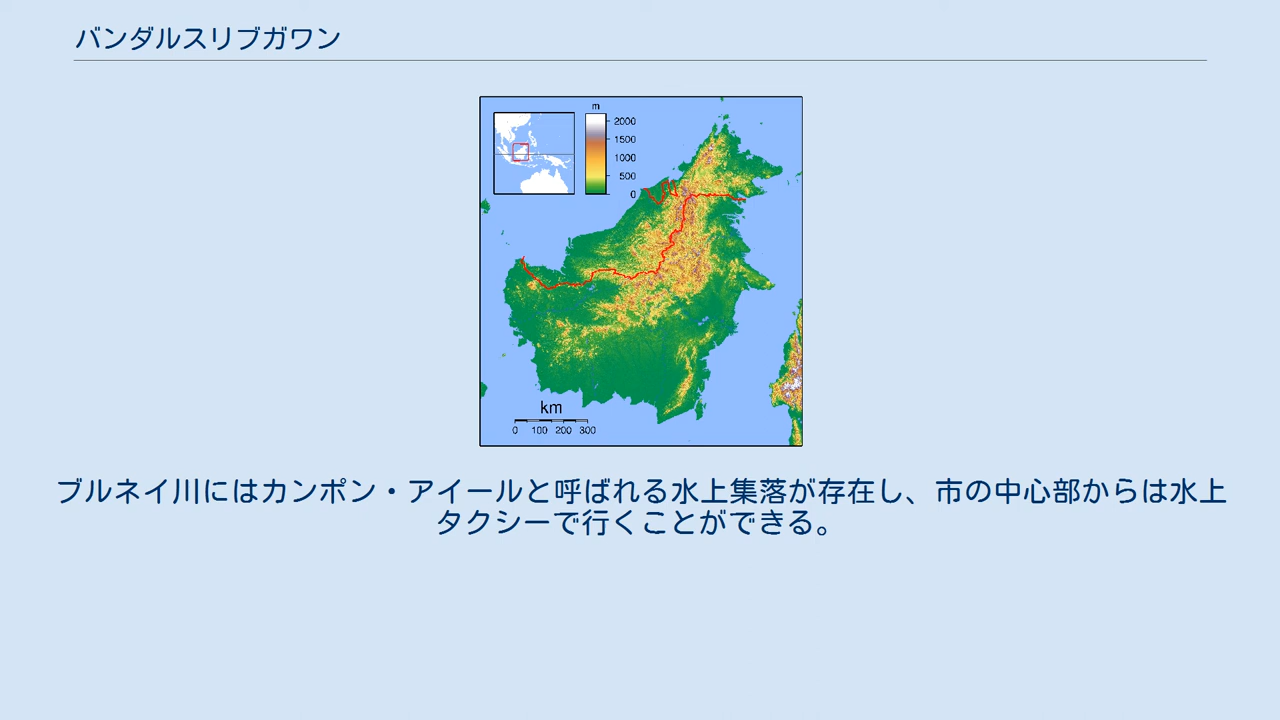 バンダルスリブガワン
m
2000
1500
1000
500
0
km
0 100 200 300
ブルネイ川にはカンポン・アイールと呼ばれる水上集落が存在し、市の中心部からは水上
タクシーで行くことができる。